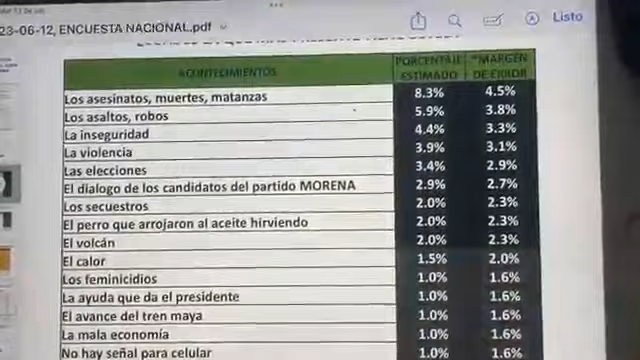 23-06-12, ENCUESTA NACIONAL.pdf
Listo
ACONTECIMIENTOS PORCENTAJE ESTIMADO *MARGEN DE ERROR
Los asesinatos, muertes, matanzas 8.3% 4.5%
Los asaltos, robos 5.9% 3.8%
La inseguridad 4.4% 3.3%
La violencia 3.9% 3.1%
Las elecciones 3.4% 2.9%
El dialogo de los candidatos del partido MORENA 2.9% 2.7%
Los secuestros 2.0% 2.3%
El perro que arrojaron al aceite hirviendo 2.0% 2.3%
El volcán 2.0% 2.3%
El calor 1.5% 2.0%
Los feminicidios 1.0% 1.6%
La ayuda que da el presidente 1.0% 1.6%
El avance del tren maya 1.0% 1.6%
La mala economía 1.0% 1.6%
No hay señal para celular 1.0% 1.6%